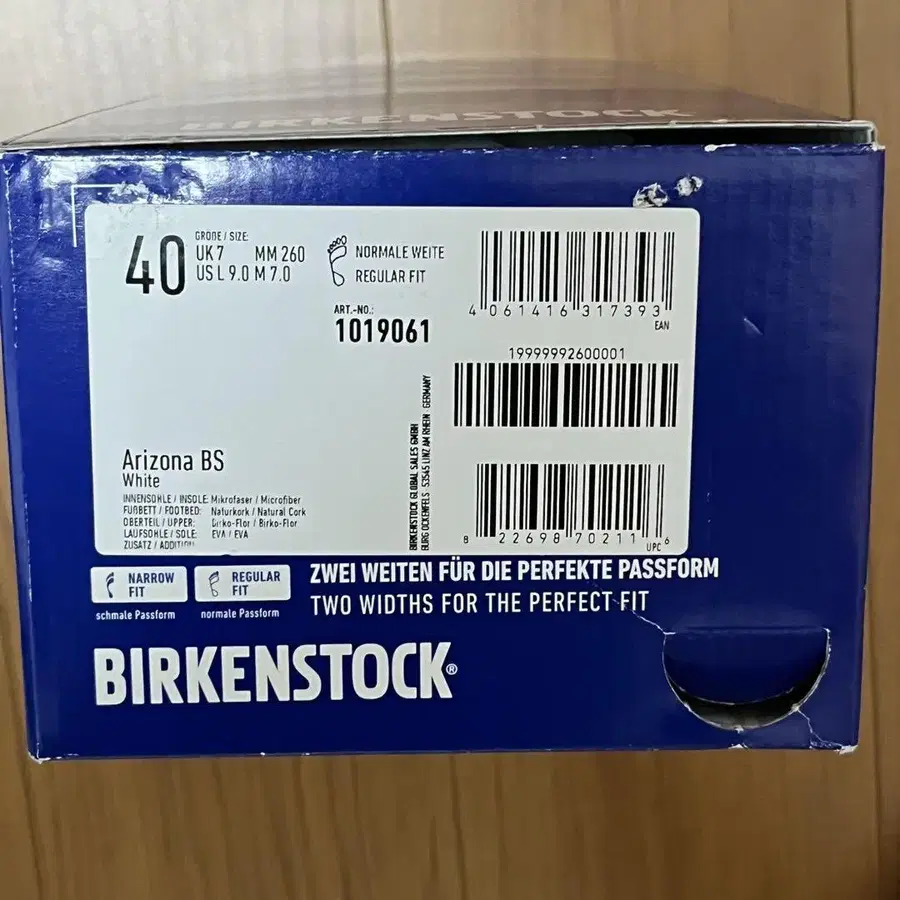 BIRKENSTOCK
40
GRÖßE / SIZE:
UK 7 MM 260
US L 9.0 M 7.0
NORMALE WEITE
REGULAR FIT
ART.-NO.:
1019061
4 061416 317393
EAN
19999992600001
BIRKENSTOCK GLOBAL SALES GMBH
BURG OCKENFELS · 53545 LINZ AM RHEIN · GERMANY
Arizona BS
White
INNENSOHLE / INSOLE: Mikrofaser / Microfiber
FUßBETT / FOOTBED: Naturkork / Natural Cork
OBERTEIL / UPPER: Birko-Flor / Birko-Flor
LAUFSOHLE / SOLE: EVA / EVA
ZUSATZ /
8 22698 70211 6
UPC
NARROW
FIT
schmale Passform
REGULAR
FIT
normale Passform
ZWEI WEITEN FÜR DIE PERFEKTE PASSFORM
TWO WIDTHS FOR THE PERFECT FIT
BIRKENSTOCK®